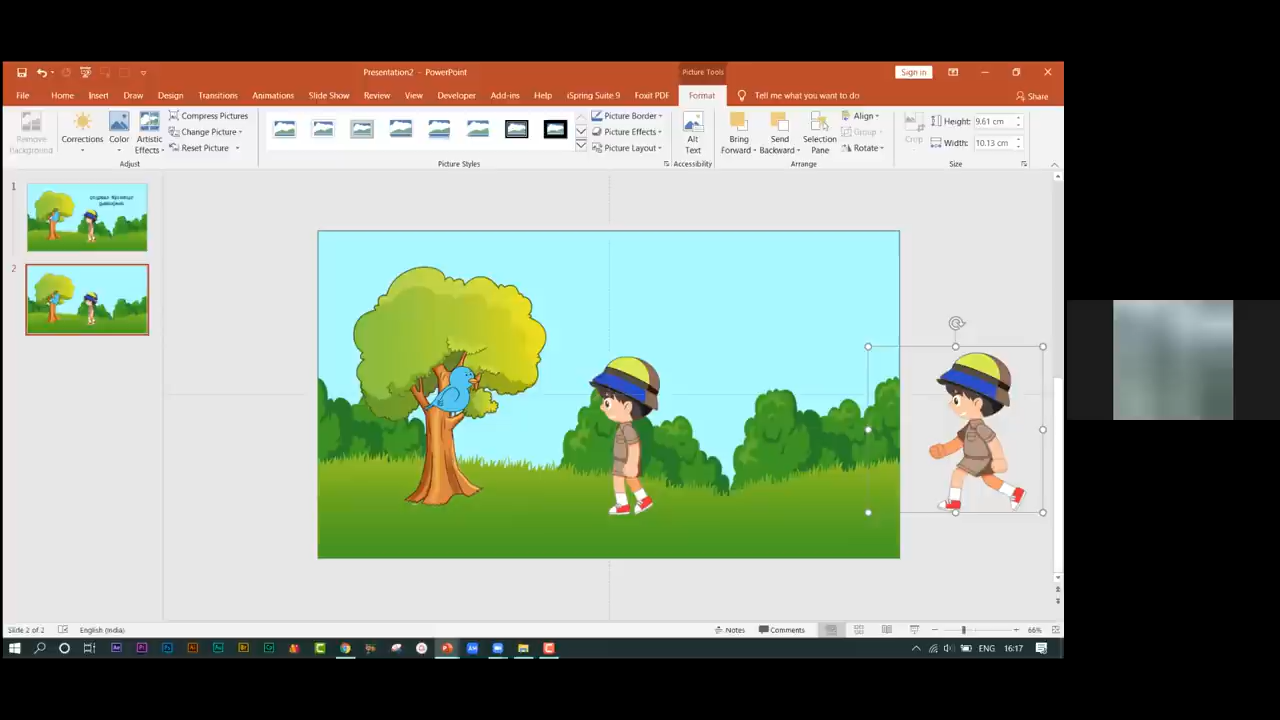 Presentation2 - PowerPoint
Picture Tools
Sign in
File Home Insert Draw Design Transitions Animations Slide Show Review View Developer Add-ins Help iSpring Suite 9 Foxit PDF Format Tell me what you want to do Share
Remove Background
Corrections
Color
Artistic Effects
Compress Pictures
Change Picture
Reset Picture
Adjust
Picture Styles
Picture Border
Picture Effects
Picture Layout
Alt Text
Accessibility
Bring Forward
Send Backward
Selection Pane
Align
Group
Rotate
Arrange
Crop
Height: 9.61 cm
Width: 10.13 cm
Size
1
2
Slide 2 of 2 English (India) Notes Comments 66%
ENG 16:17